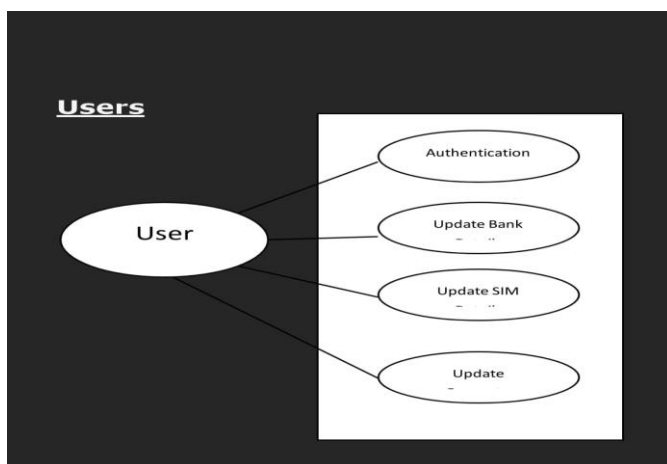 Users
User
Authentication
Update Bank
Update SIM
Update